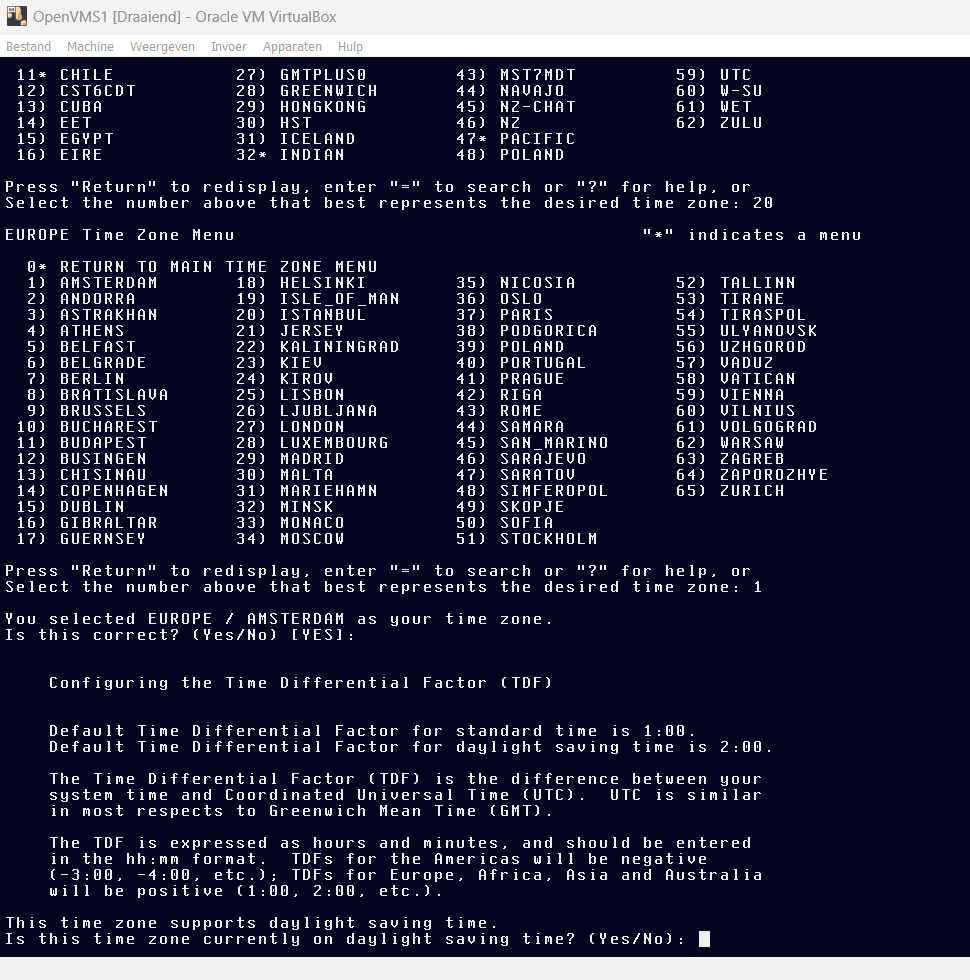 OpenVMS1 [Draaiend] - Oracle VM VirtualBox
Bestand Machine Weergeven Invoer Apparaten Hulp
11* CHILE 27) GMTPLUS0 43) MST7MDT 59) UTC
12) CST6CDT 28) GREENWICH 44) NAVAJO 60) W-SU
13) CUBA 29) HONGKONG 45) NZ-CHAT 61) WET
14) EET 30) HST 46) NZ 62) ZULU
15) EGYPT 31) ICELAND 47* PACIFIC
16) EIRE 32* INDIAN 48) POLAND
Press "Return" to redisplay, enter "=" to search or "?" for help, or
Select the number above that best represents the desired time zone: 20
EUROPE Time Zone Menu "*" indicates a menu
0* RETURN TO MAIN TIME ZONE MENU
1) AMSTERDAM 18) HELSINKI 35) NICOSIA 52) TALLINN
2) ANDORRA 19) ISLE_OF_MAN 36) OSLO 53) TIRANE
3) ASTRAKHAN 20) ISTANBUL 37) PARIS 54) TIRASPOL
4) ATHENS 21) JERSEY 38) PODGORICA 55) ULYANOVSK
5) BELFAST 22) KALININGRAD 39) POLAND 56) UZHGOROD
6) BELGRADE 23) KIEV 40) PORTUGAL 57) VADUZ
7) BERLIN 24) KIROV 41) PRAGUE 58) VATICAN
8) BRATISLAVA 25) LISBON 42) RIGA 59) VIENNA
9) BRUSSELS 26) LJUBLJANA 43) ROME 60) VILNIUS
10) BUCHAREST 27) LONDON 44) SAMARA 61) VOLGOGRAD
11) BUDAPEST 28) LUXEMBOURG 45) SAN_MARINO 62) WARSAW
12) BUSINGEN 29) MADRID 46) SARAJEVO 63) ZAGREB
13) CHISINAU 30) MALTA 47) SARATOV 64) ZAPOROZHYE
14) COPENHAGEN 31) MARIEHAMN 48) SIMFEROPOL 65) ZURICH
15) DUBLIN 32) MINSK 49) SKOPJE
16) GIBRALTAR 33) MONACO 50) SOFIA
17) GUERNSEY 34) MOSCOW 51) STOCKHOLM
Press "Return" to redisplay, enter "=" to search or "?" for help, or
Select the number above that best represents the desired time zone: 1
You selected EUROPE / AMSTERDAM as your time zone.
Is this correct? (Yes/No) [YES]:
Configuring the Time Differential Factor (TDF)
Default Time Differential Factor for standard time is 1:00.
Default Time Differential Factor for daylight saving time is 2:00.
The Time Differential Factor (TDF) is the difference between your
system time and Coordinated Universal Time (UTC). UTC is similar
in most respects to Greenwich Mean Time (GMT).
The TDF is expressed as hours and minutes, and should be entered
in the hh:mm format. TDFs for the Americas will be negative
(-3:00, -4:00, etc.); TDFs for Europe, Africa, Asia and Australia
will be positive (1:00, 2:00, etc.).
This time zone supports daylight saving time.
Is this time zone currently on daylight saving time? (Yes/No):